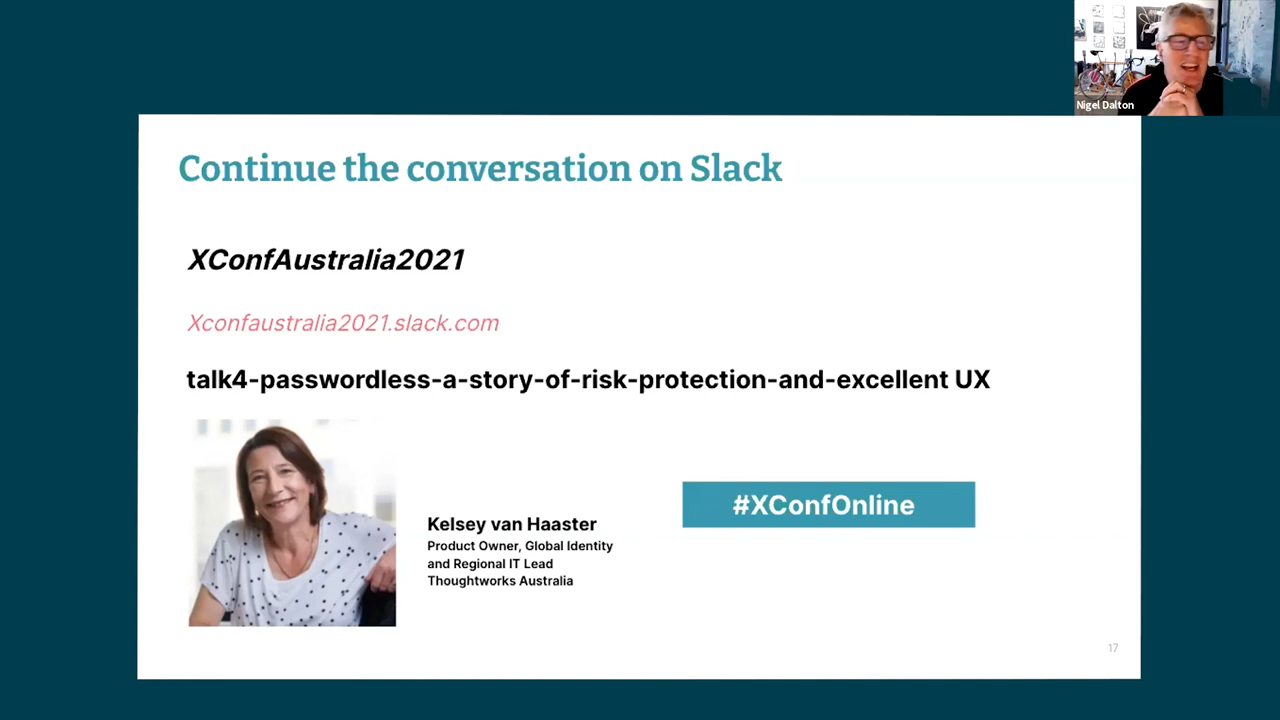 Nigel Dalton
Continue the conversation on Slack
XConfAustralia2021
Xconfaustralia2021.slack.com
talk4-passwordless-a-story-of-risk-protection-and-excellent UX
Kelsey van Haaster
Product Owner, Global Identity
and Regional IT Lead
Thoughtworks Australia
#XConfOnline
17